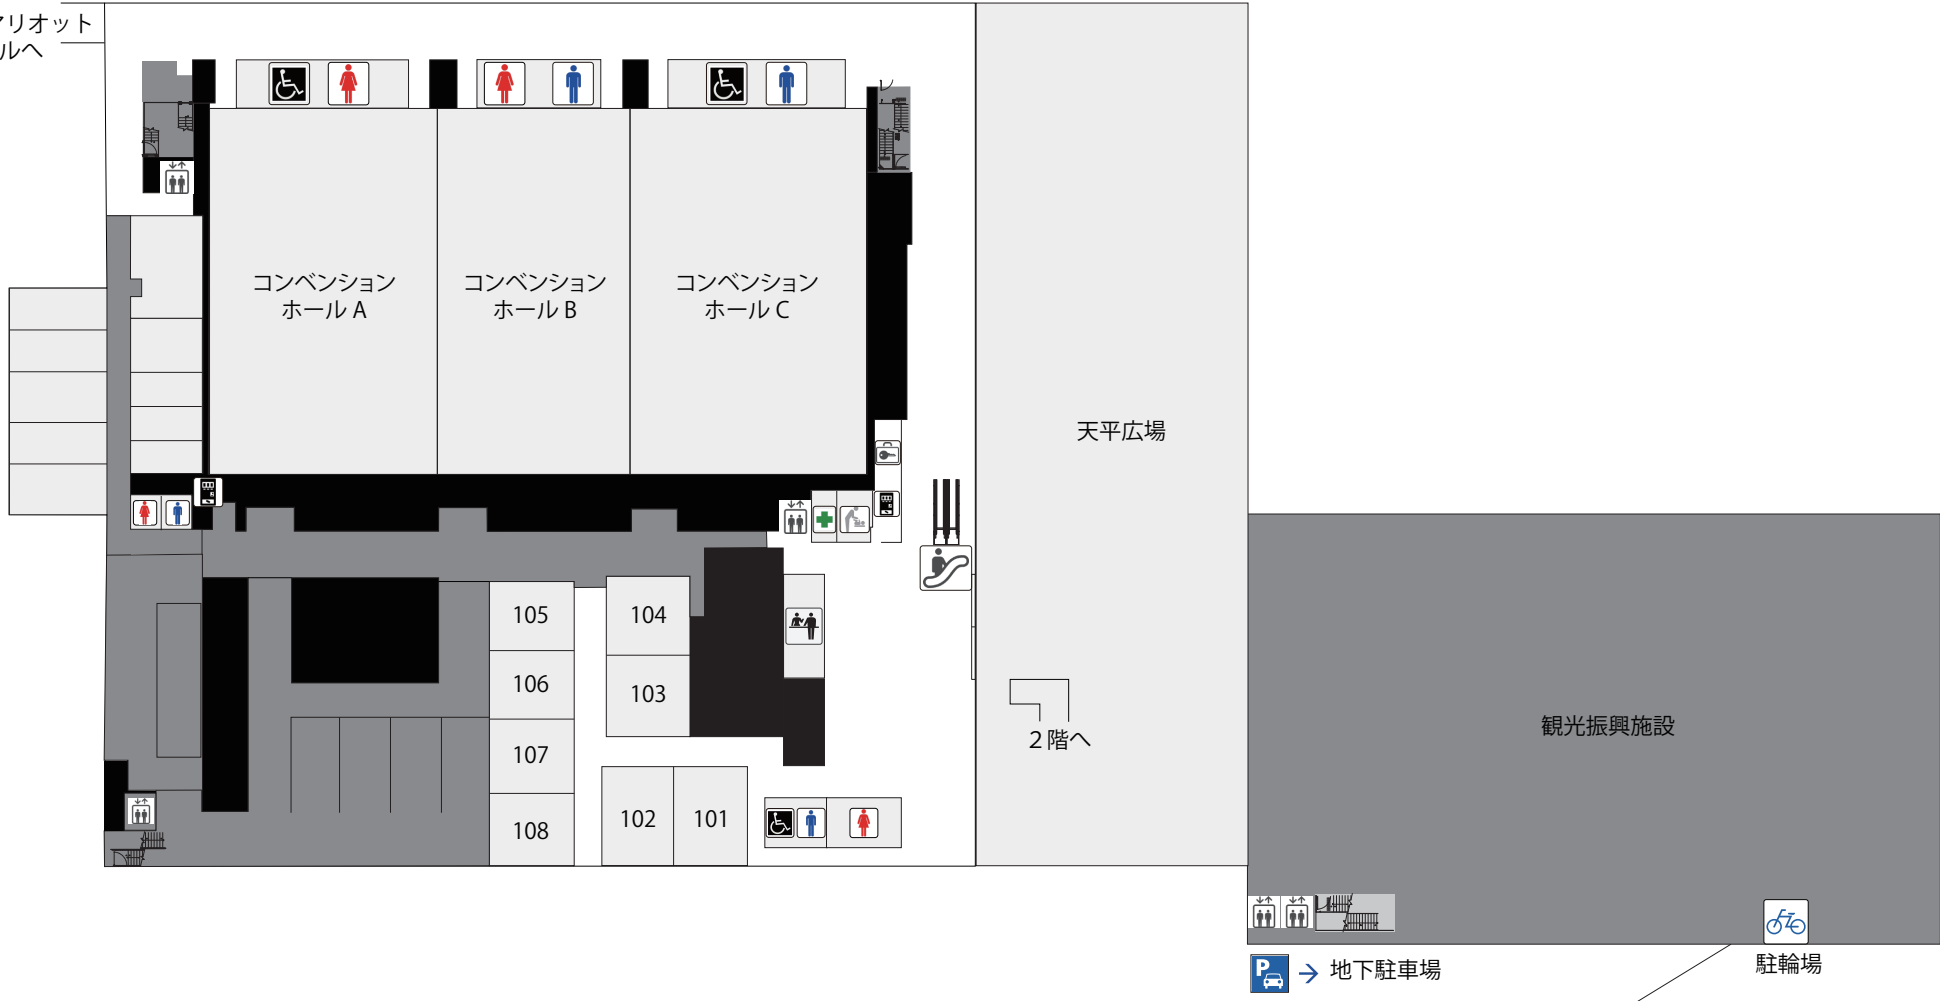 リオット
ルへ
コンベンション
ホール A
コンベンション
ホール B
コンベンション
ホール C
天平広場
105
104
106
103
107
108
102
101
２階へ
観光振興施設
P
地下駐車場
駐輪場